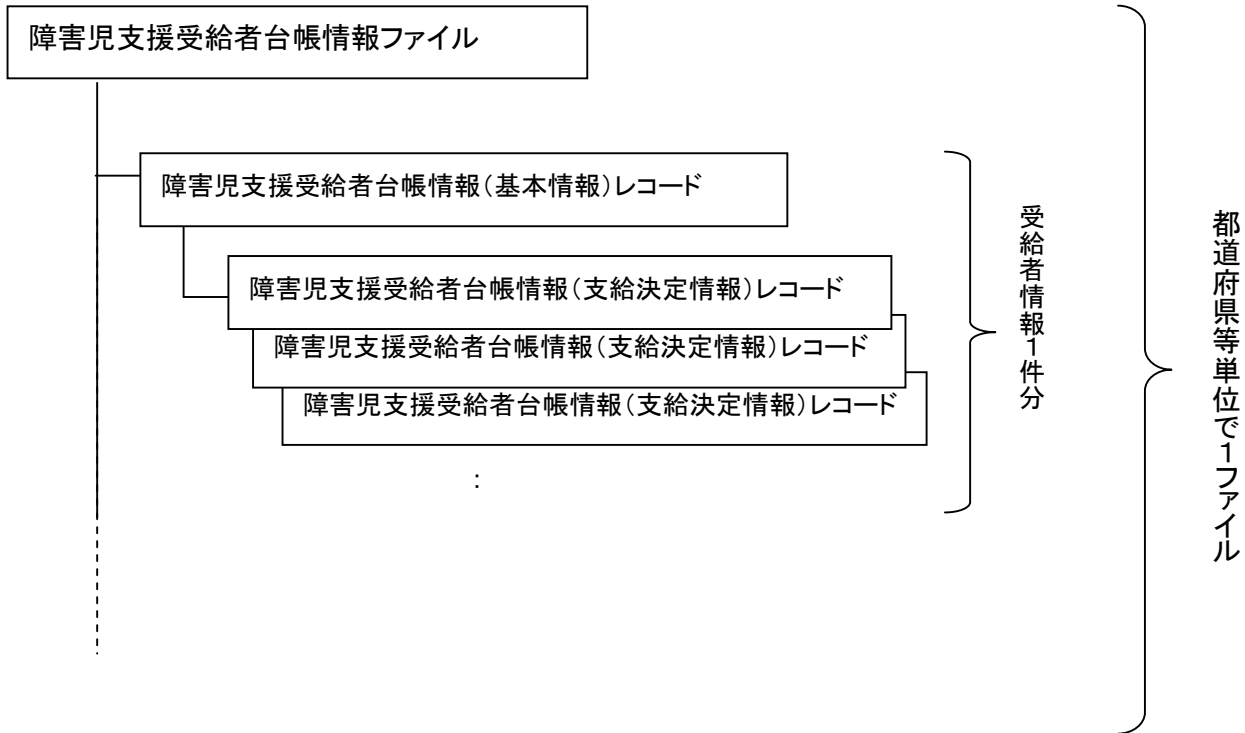 障害児支援受給者台帳情報ファイル
障害児支援受給者台帳情報(基本情報)レコード
障害児支援受給者台帳情報(支給決定情報)レコード
障害児支援受給者台帳情報(支給決定情報)レコード
障害児支援受給者台帳情報(支給決定情報)レコード
:
受給者情報1件分
都道府県等単位で1ファイル